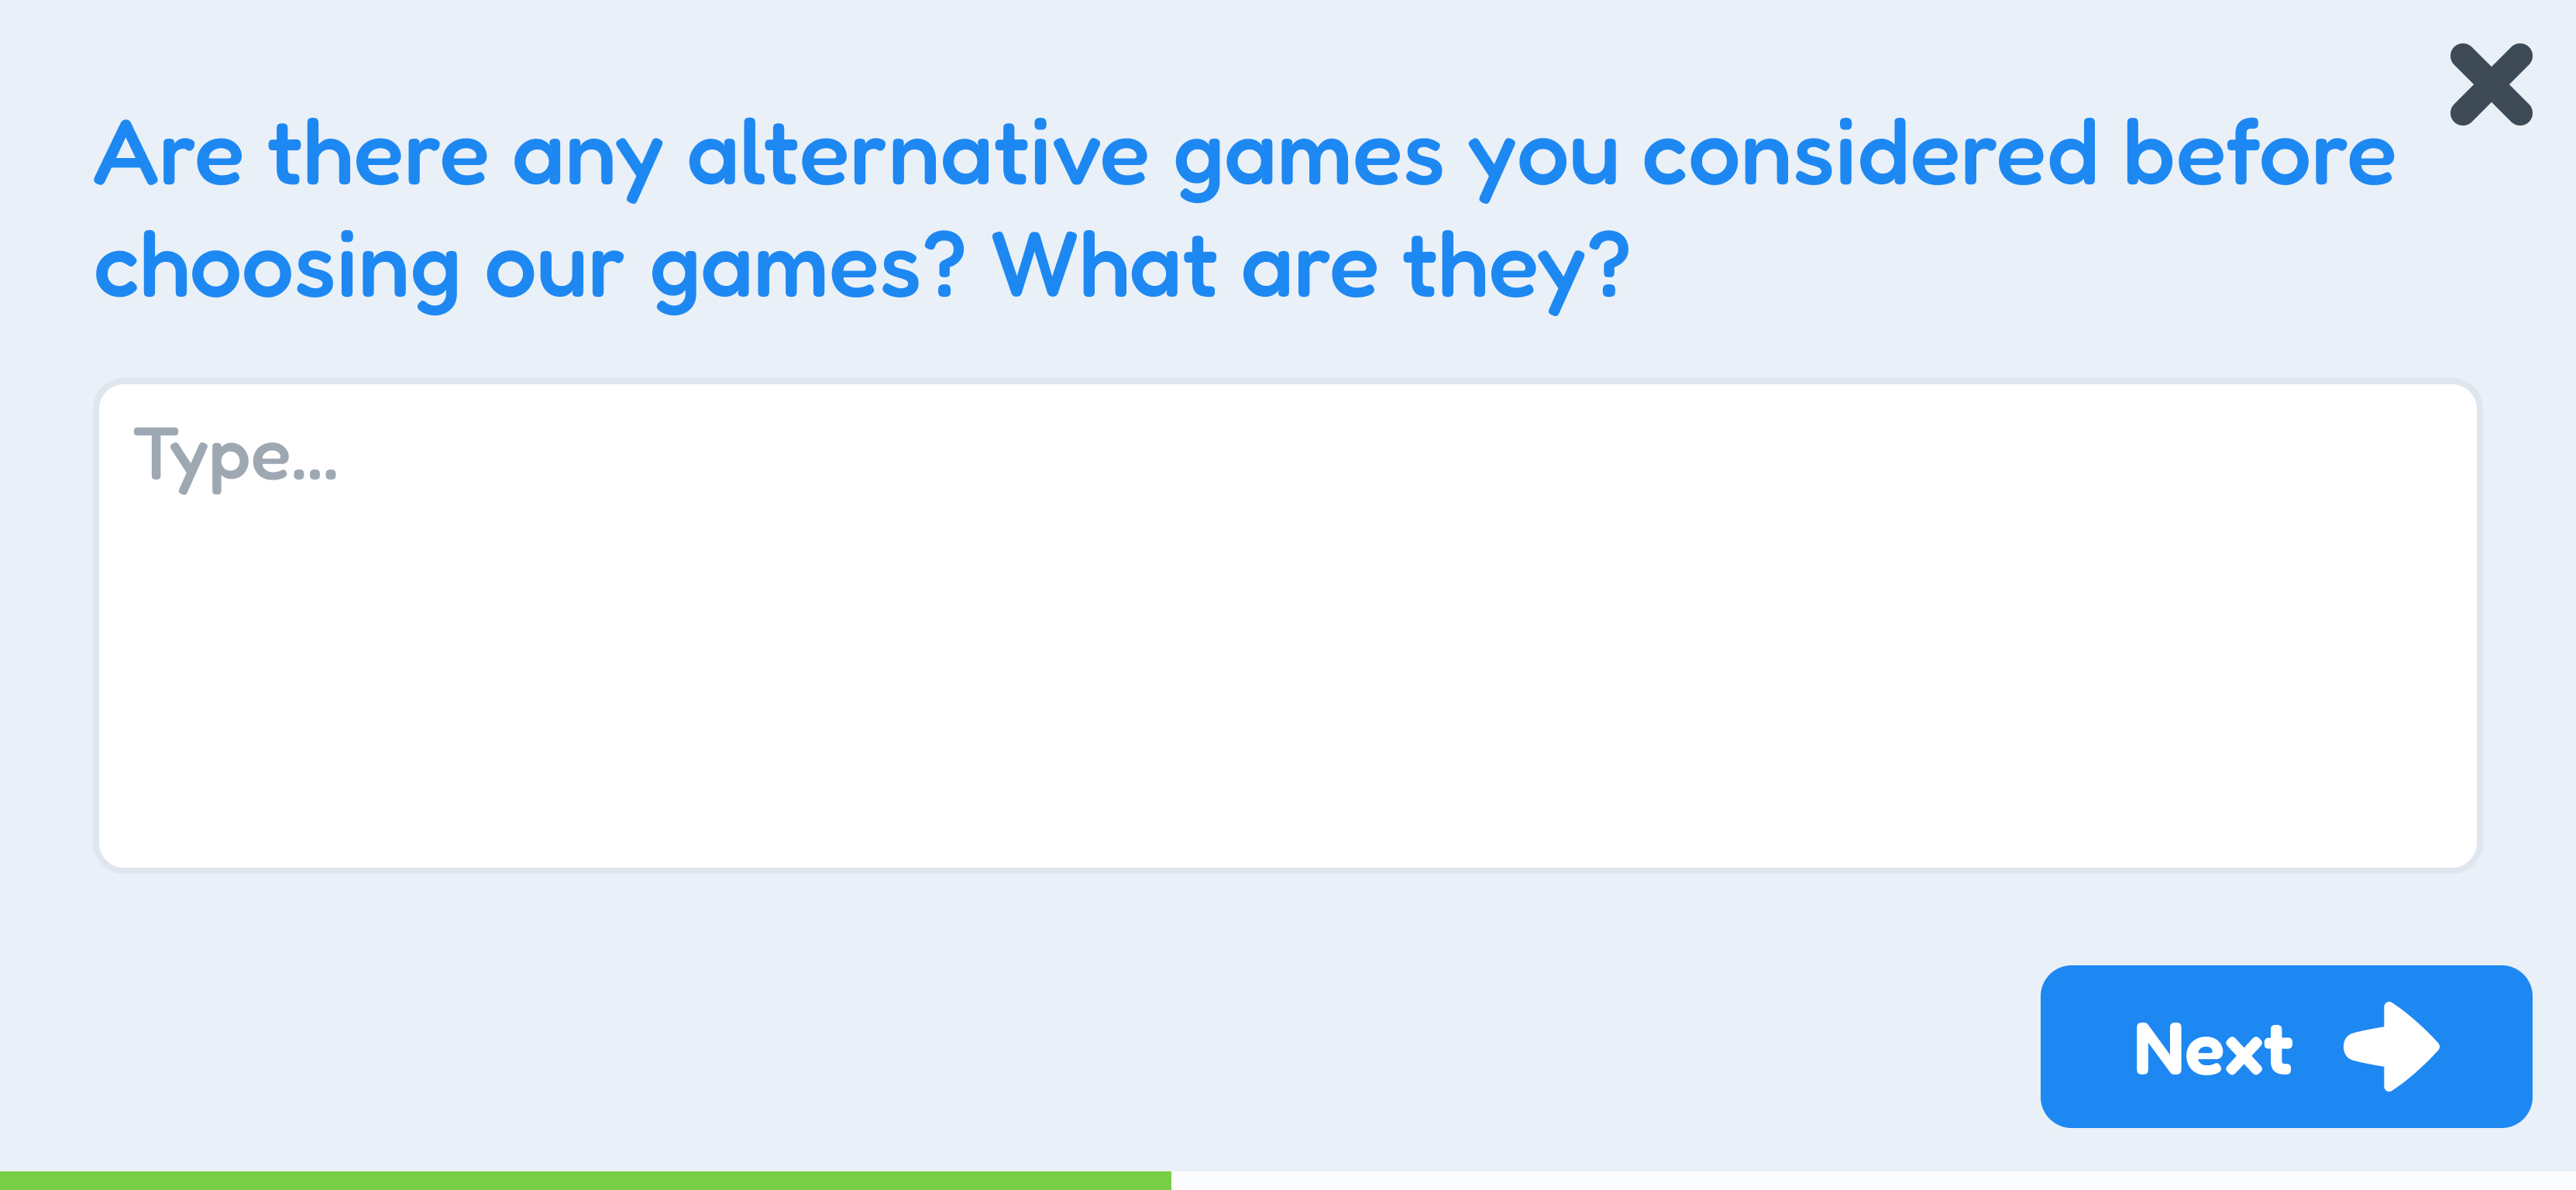 Are there any alternative games you considered before
choosing our games? What are they?
Type...
Next